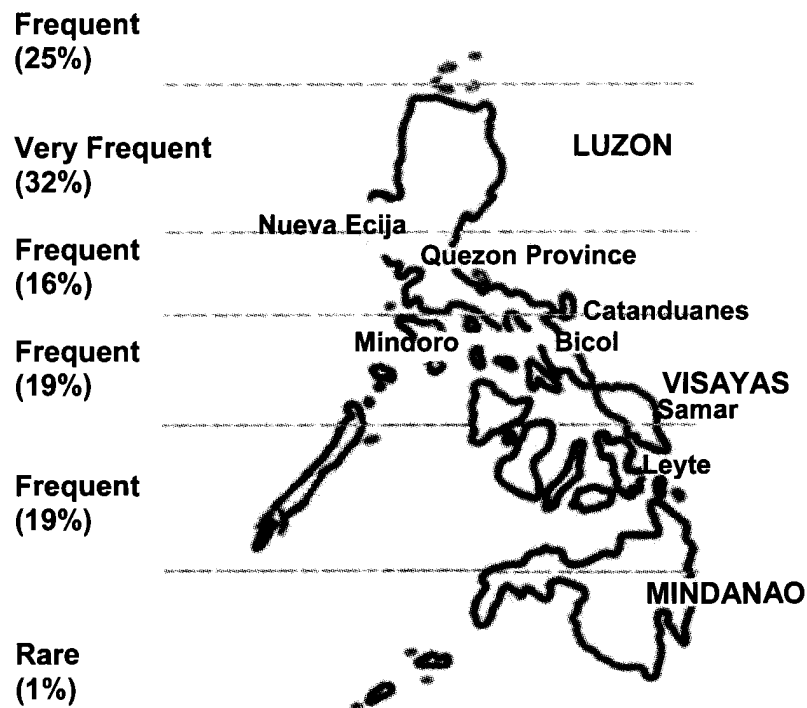 Frequent
(25%)
Very Frequent
(32%)
LUZON
Nueva Ecija
Frequent
(16%)
Quezon Province
Catanduanes
Frequent
(19%)
Mindoro
Bicol
VISAYAS
Samar
Leyte
Frequent
(19%)
MINDANAO
Rare
(1%)